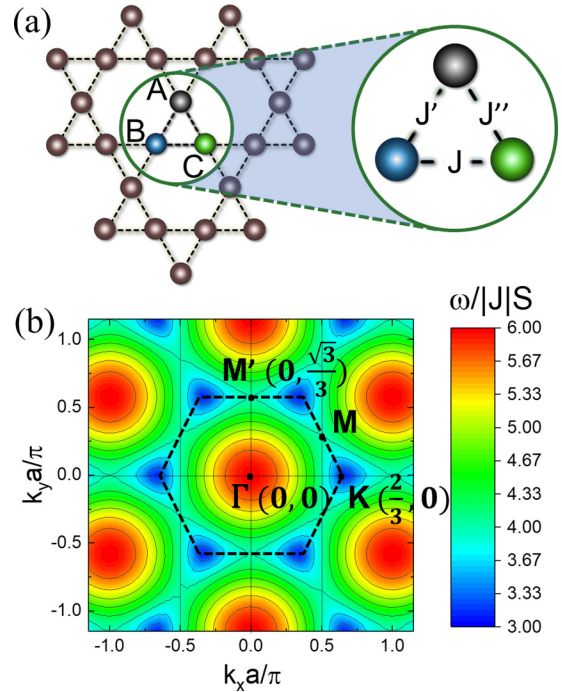 (a)
A
B
C
J'
J''
J
(b)
ω/|J|S
M' (0, √3/3)
M
Γ (0, 0)
K (2/3, 0)
1.0
0.5
0.0
-0.5
-1.0
k_y a/π
-1.0
-0.5
0.0
0.5
1.0
k_x a/π
6.00
5.67
5.33
5.00
4.67
4.33
4.00
3.67
3.33
3.00